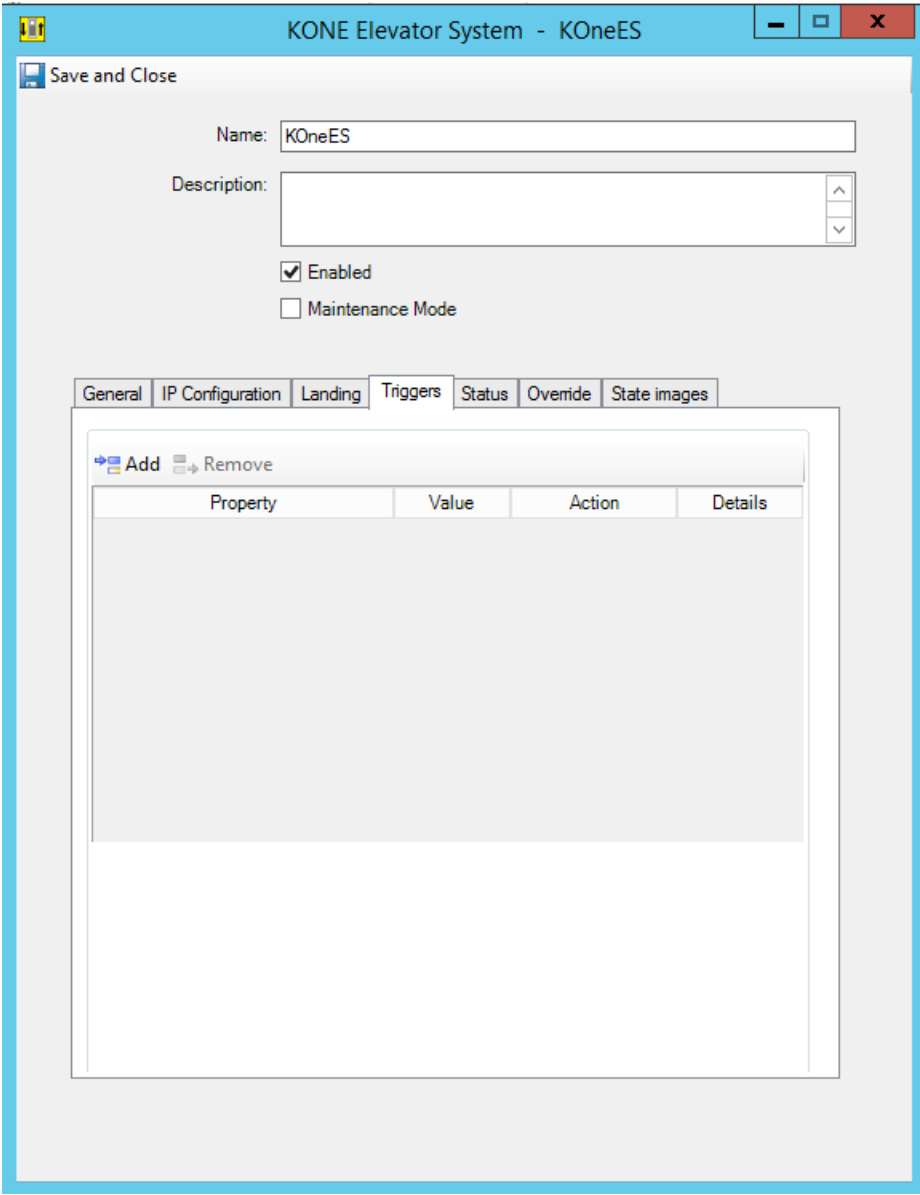 KONE Elevator System - KOneES
Save and Close
Name: KOneES
Description:
Enabled
Maintenance Mode
General IP Configuration Landing Triggers Status Override State images
Add Remove
Property Value Action Details